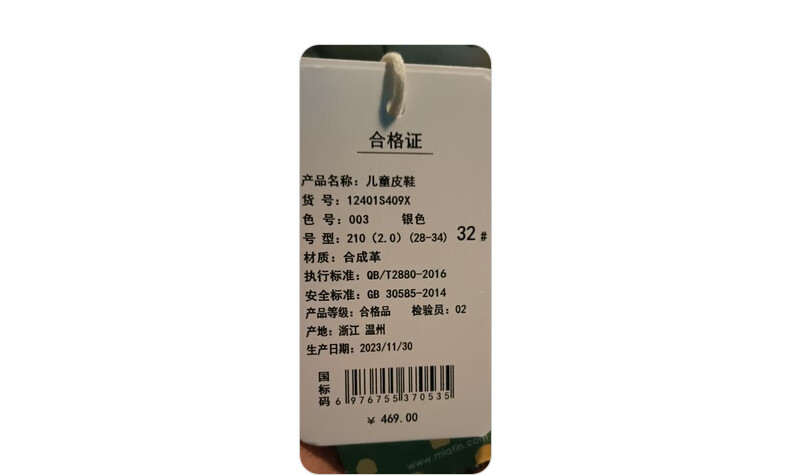 合格证
产品名称：儿童皮鞋
货 号：12401S409X
色 号：003 银色
号 型：210（2.0）(28-34) 32#
材质：合成革
执行标准：QB/T2880-2016
安全标准：GB 30585-2014
产品等级：合格品 检验员：02
产地：浙江 温州
生产日期：2023/11/30
国标码
6 976755 370535
¥ 469.00